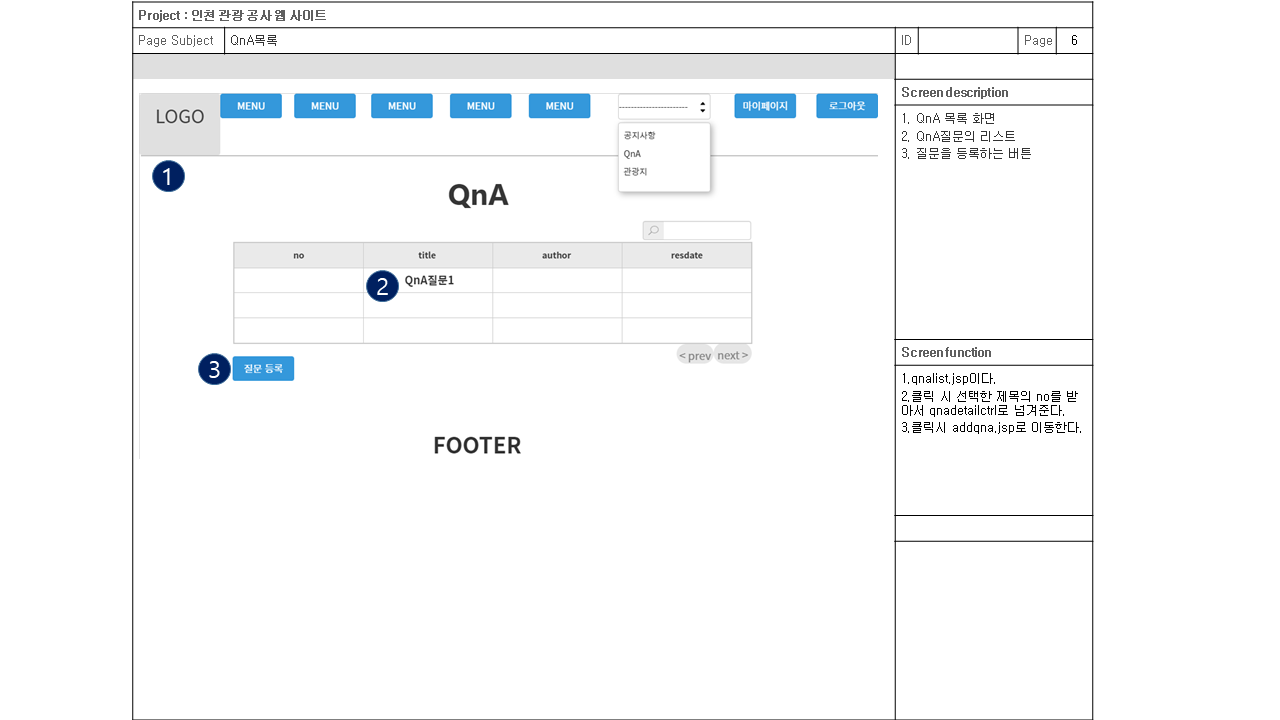 Project : 인천 관광 공사 웹 사이트
Page Subject QnA목록 ID Page 6
LOGO MENU MENU MENU MENU MENU ----------------------- 마이페이지 로그아웃
공지사항
QnA
관광지
1
QnA
no title author resdate
2 QnA질문1
< prev next >
3 질문 등록
FOOTER
Screen description
1. QnA 목록 화면
2. QnA질문의 리스트
3. 질문을 등록하는 버튼
Screen function
1.qnalist.jsp이다.
2.클릭 시 선택한 제목의 no를 받
아서 qnadetailctrl로 넘겨준다.
3.클릭시 addqna.jsp로 이동한다.